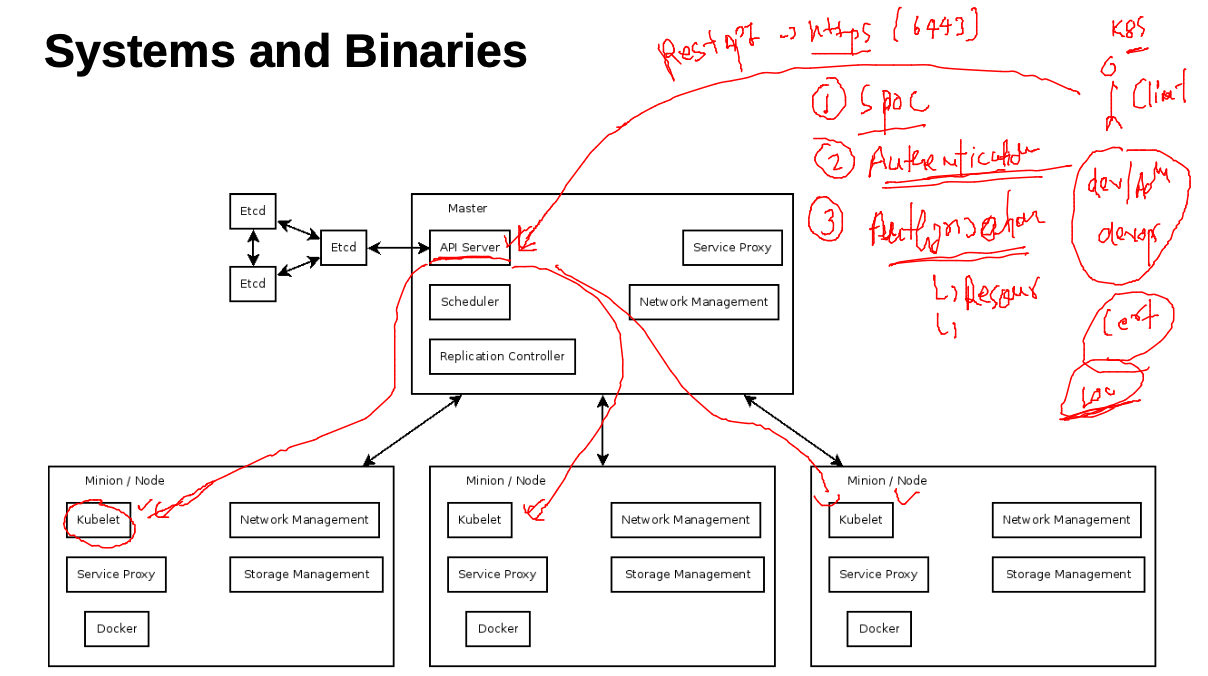 Systems and Binaries
RestAPI → https [6443]
K8S
Client
① Spoc
② Authentication
③ Authorization
↳ Resour
↳
dev/Adm
devops
Cert
Etcd
Etcd
Etcd
Master
API Server
Service Proxy
Scheduler
Network Management
Replication Controller
Minion / Node
Kubelet
Network Management
Service Proxy
Storage Management
Docker
Minion / Node
Kubelet
Network Management
Service Proxy
Storage Management
Docker
Minion / Node
Kubelet
Network Management
Service Proxy
Storage Management
Docker